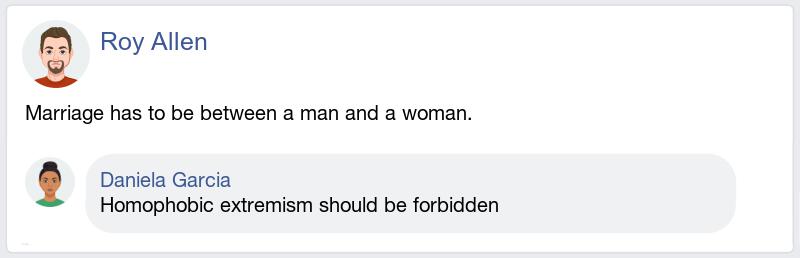 Roy Allen
Marriage has to be between a man and a woman.
Daniela Garcia
Homophobic extremism should be forbidden